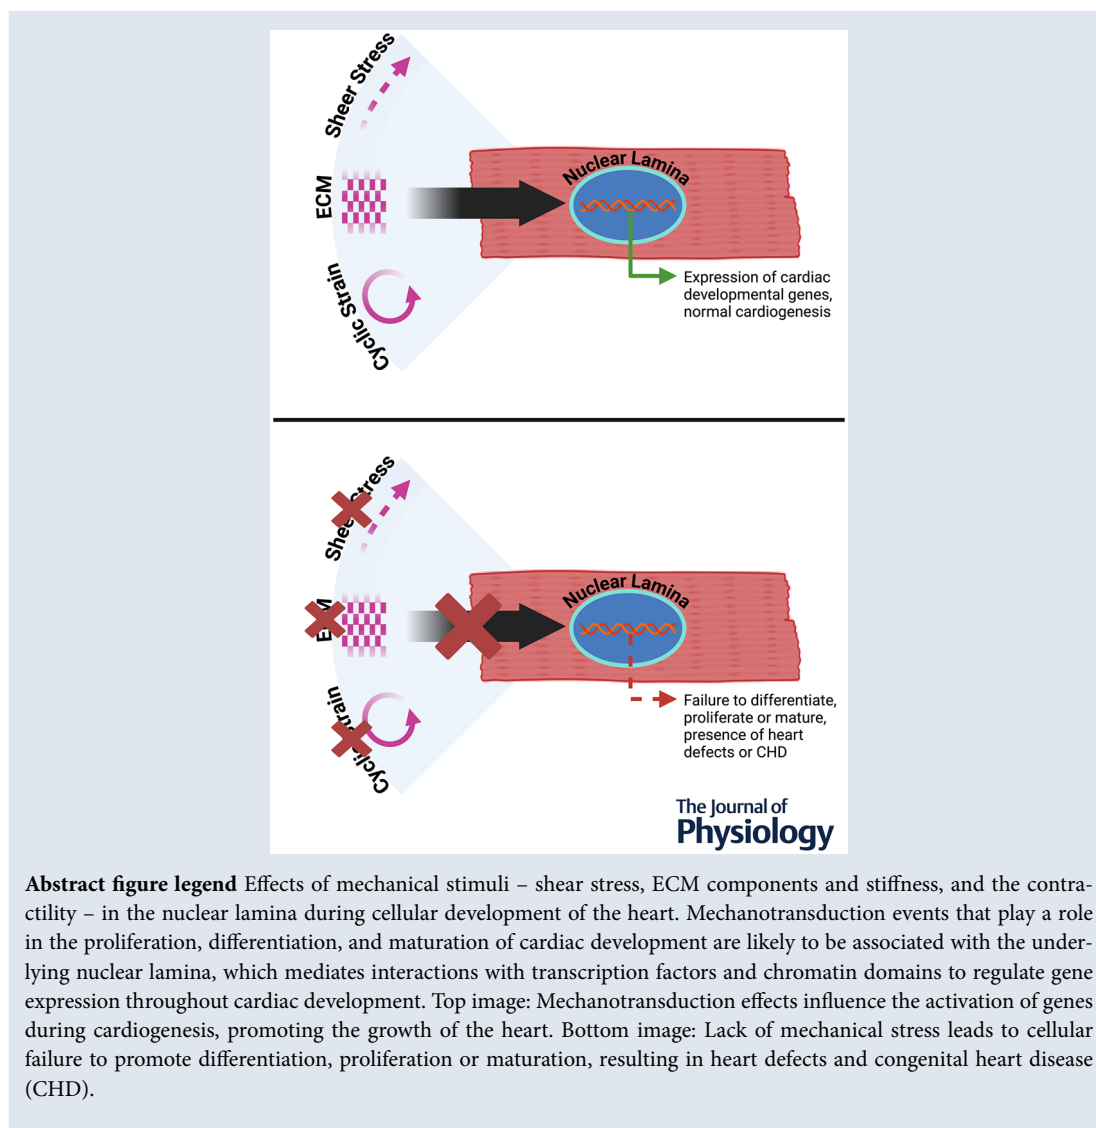 Sheer Stress
ECM
Cyclic Strain
Nuclear Lamina
Expression of cardiac
developmental genes,
normal cardiogenesis
Sheer Stress
ECM
Cyclic Strain
Nuclear Lamina
Failure to differentiate,
proliferate or mature,
presence of heart
defects or CHD
The Journal of
Physiology
Abstract figure legend Effects of mechanical stimuli – shear stress, ECM components and stiffness, and the contra-
ctility – in the nuclear lamina during cellular development of the heart. Mechanotransduction events that play a role
in the proliferation, differentiation, and maturation of cardiac development are likely to be associated with the under-
lying nuclear lamina, which mediates interactions with transcription factors and chromatin domains to regulate gene
expression throughout cardiac development. Top image: Mechanotransduction effects influence the activation of genes
during cardiogenesis, promoting the growth of the heart. Bottom image: Lack of mechanical stress leads to cellular
failure to promote differentiation, proliferation or maturation, resulting in heart defects and congenital heart disease
(CHD).